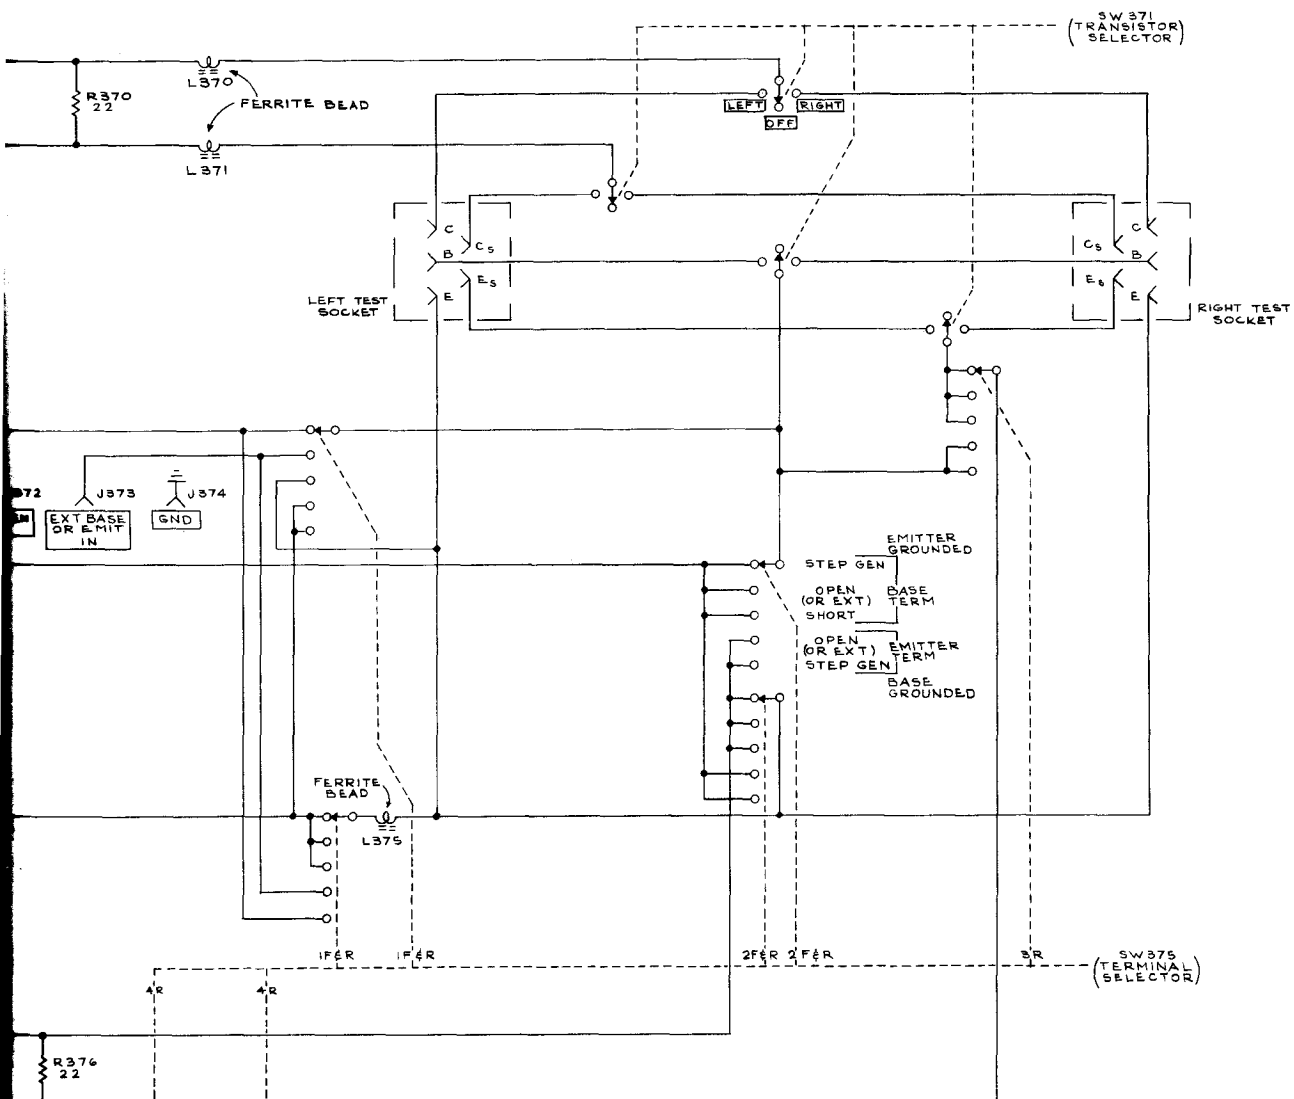 SW 371
(TRANSISTOR
SELECTOR)
L370
R370
22
FERRITE BEAD
LEFT
RIGHT
OFF
L371
C
CS
B
ES
E
LEFT TEST
SOCKET
C
CS
B
ES
E
RIGHT TEST
SOCKET
372
J373
J374
EXT BASE
OR EMIT
IN
GND
EMITTER
GROUNDED
STEP GEN
OPEN
(OR EXT)
BASE
TERM
SHORT
OPEN
(OR EXT)
EMITTER
TERM
STEP GEN
BASE
GROUNDED
FERRITE
BEAD
L375
1F&R
1F&R
2F&R
2F&R
3R
SW375
(TERMINAL
SELECTOR)
4R
4R
R376
22